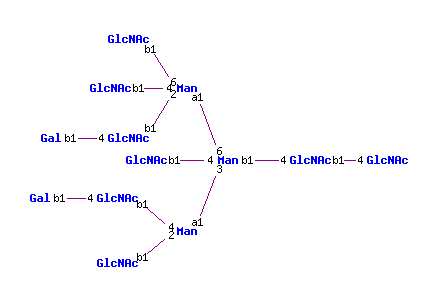 GlcNAc
b1
6
GlcNAc b1 4 Man
2 a1
b1
Gal b1 4 GlcNAc
6
GlcNAc b1 4 Man b1 4 GlcNAc b1 4 GlcNAc
3
Gal b1 4 GlcNAc
b1
a1
4
Man
2
b1
GlcNAc